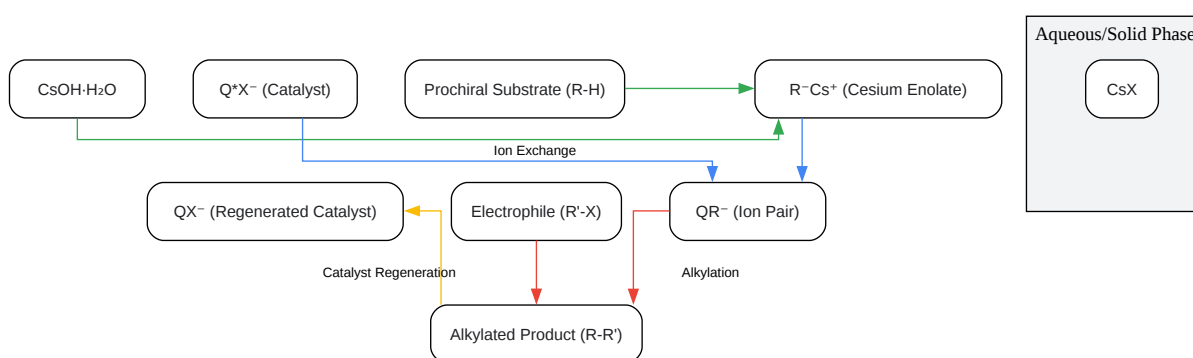 Aqueous/Solid Phase
CsOH·H₂O
Q*X⁻ (Catalyst)
Prochiral Substrate (R-H)
R⁻Cs⁺ (Cesium Enolate)
CsX
Ion Exchange
QX⁻ (Regenerated Catalyst)
Electrophile (R'-X)
QR⁻ (Ion Pair)
Catalyst Regeneration
Alkylation
Alkylated Product (R-R')